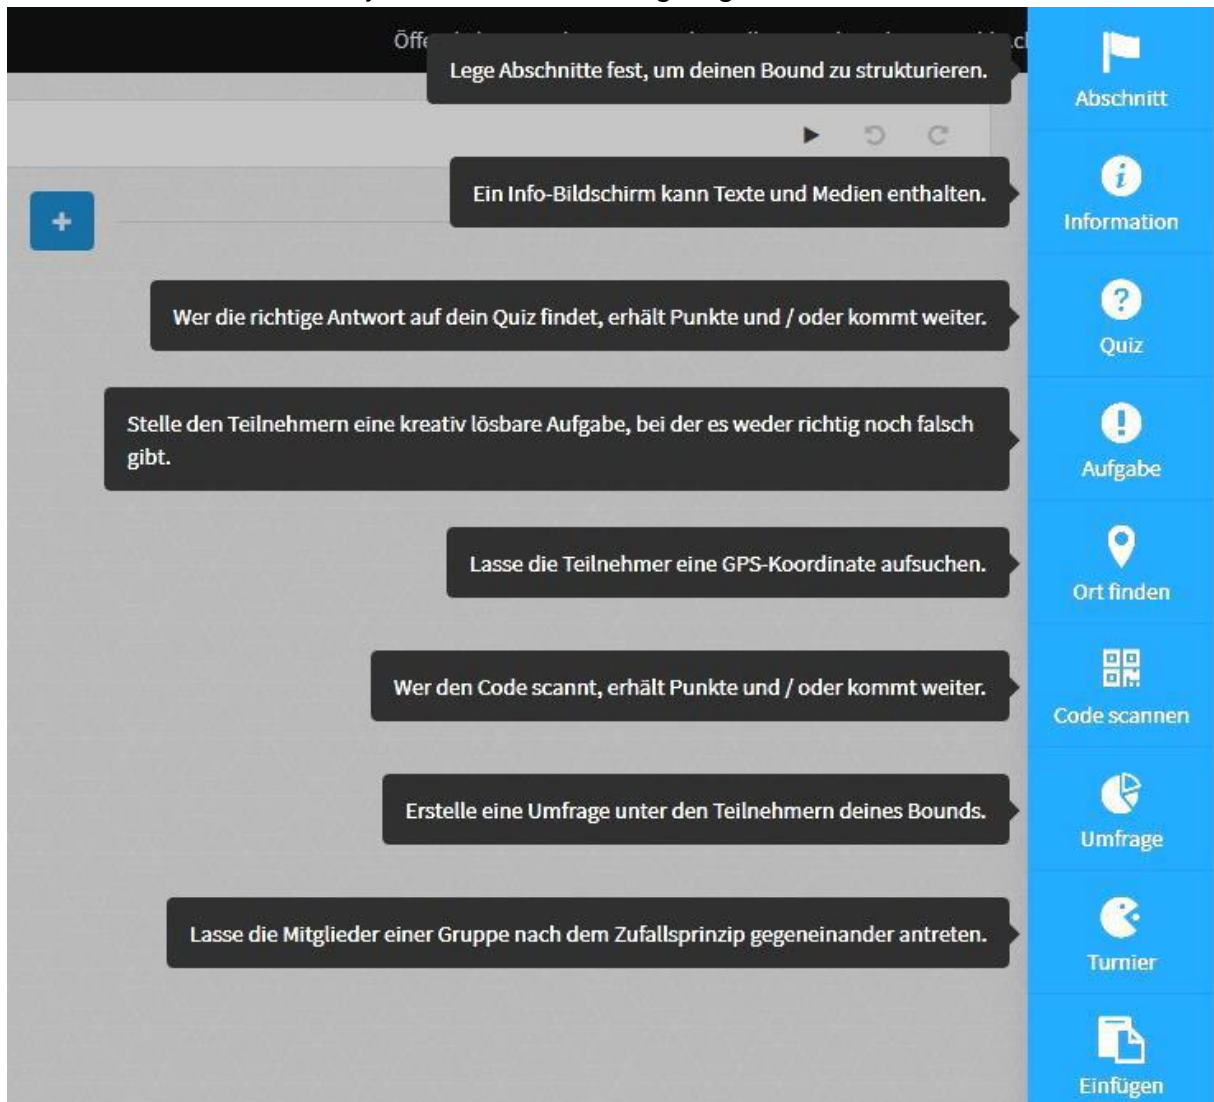 Lege Abschnitte fest, um deinen Bound zu strukturieren.
Abschnitt
Ein Info-Bildschirm kann Texte und Medien enthalten.
Information
Wer die richtige Antwort auf dein Quiz findet, erhält Punkte und / oder kommt weiter.
Quiz
Stelle den Teilnehmern eine kreativ lösbare Aufgabe, bei der es weder richtig noch falsch
gibt.
Aufgabe
Lasse die Teilnehmer eine GPS-Koordinate aufsuchen.
Ort finden
Wer den Code scannt, erhält Punkte und / oder kommt weiter.
Code scannen
Erstelle eine Umfrage unter den Teilnehmern deines Bounds.
Umfrage
Lasse die Mitglieder einer Gruppe nach dem Zufallsprinzip gegeneinander antreten.
Turnier
Einfügen